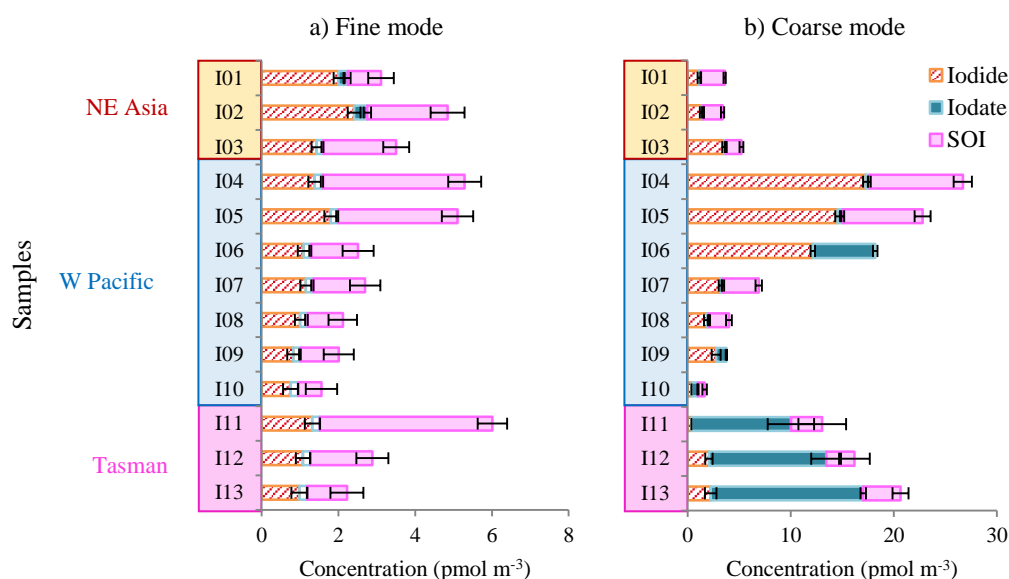 a) Fine mode
b) Coarse mode
Samples
NE Asia
W Pacific
Tasman
I01
I02
I03
I04
I05
I06
I07
I08
I09
I10
I11
I12
I13
0 2 4 6 8
Concentration (pmol m⁻³)
I01
I02
I03
I04
I05
I06
I07
I08
I09
I10
I11
I12
I13
0 10 20 30
Concentration (pmol m⁻³)
Iodide
Iodate
SOI